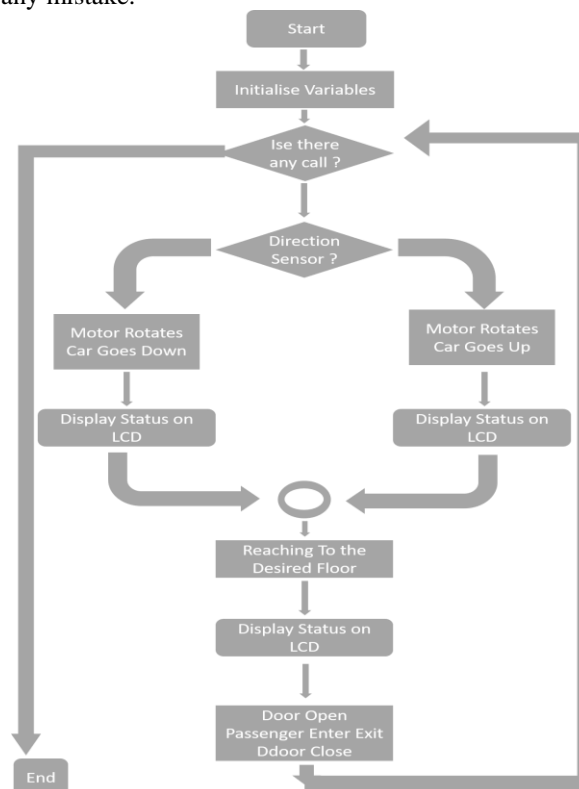 any mistake.
Start
Initialise Variables
Ise there
any call ?
Direction
Sensor ?
Motor Rotates
Car Goes Down
Motor Rotates
Car Goes Up
Display Status on
LCD
Display Status on
LCD
Reaching To the
Desired Floor
Display Status on
LCD
Door Open
Passenger Enter Exit
Ddoor Close
End